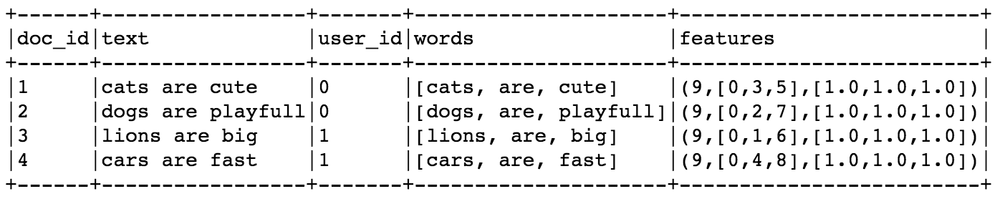 +------+-----------------+-------+----------------------+-------------------------+
|doc_id|text             |user_id|words                 |features                 |
+------+-----------------+-------+----------------------+-------------------------+
|1     |cats are cute    |0      |[cats, are, cute]     |(9,[0,3,5],[1.0,1.0,1.0])|
|2     |dogs are playfull|0      |[dogs, are, playfull]|(9,[0,2,7],[1.0,1.0,1.0])|
|3     |lions are big    |1      |[lions, are, big]     |(9,[0,1,6],[1.0,1.0,1.0])|
|4     |cars are fast    |1      |[cars, are, fast]     |(9,[0,4,8],[1.0,1.0,1.0])|
+------+-----------------+-------+----------------------+-------------------------+